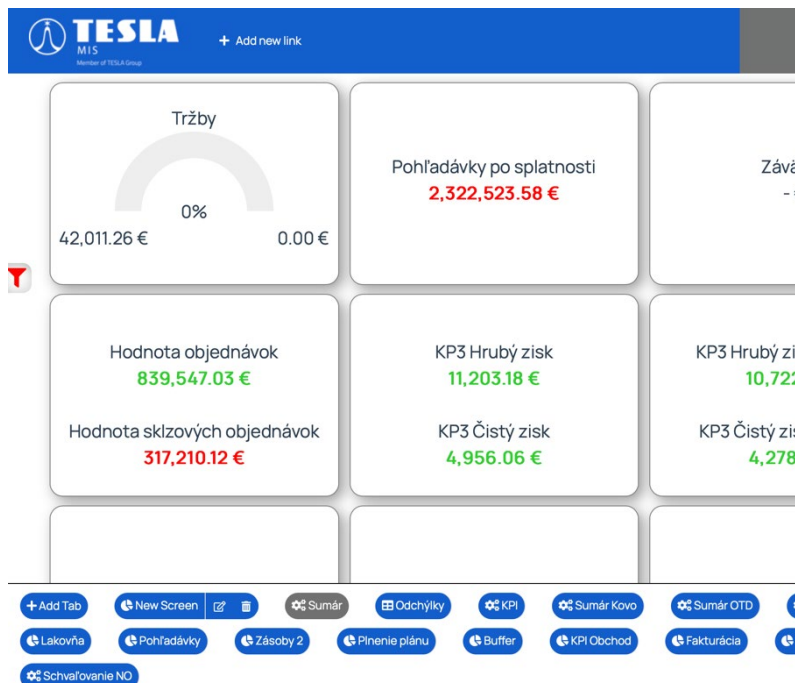 TESLA
MIS
Member of TESLA Group
Add new link
Tržby
0%
42,011.26 € 0.00 €
Pohľadávky po splatnosti
2,322,523.58 €
Hodnota objednávok
839,547.03 €
Hodnota sklzových objednávok
317,210.12 €
KP3 Hrubý zisk
11,203.18 €
KP3 Čistý zisk
4,956.06 €
KP3 Hrubý
10,722
KP3 Čistý
4,278
Add Tab New Screen Sumár Odchýlky KPI Sumár Kovo Sumár OTD
Lakovňa Pohľadávky Zásoby 2 Plnenie plánu Buffer KPI Obchod Fakturácia
Schvaľovanie NO